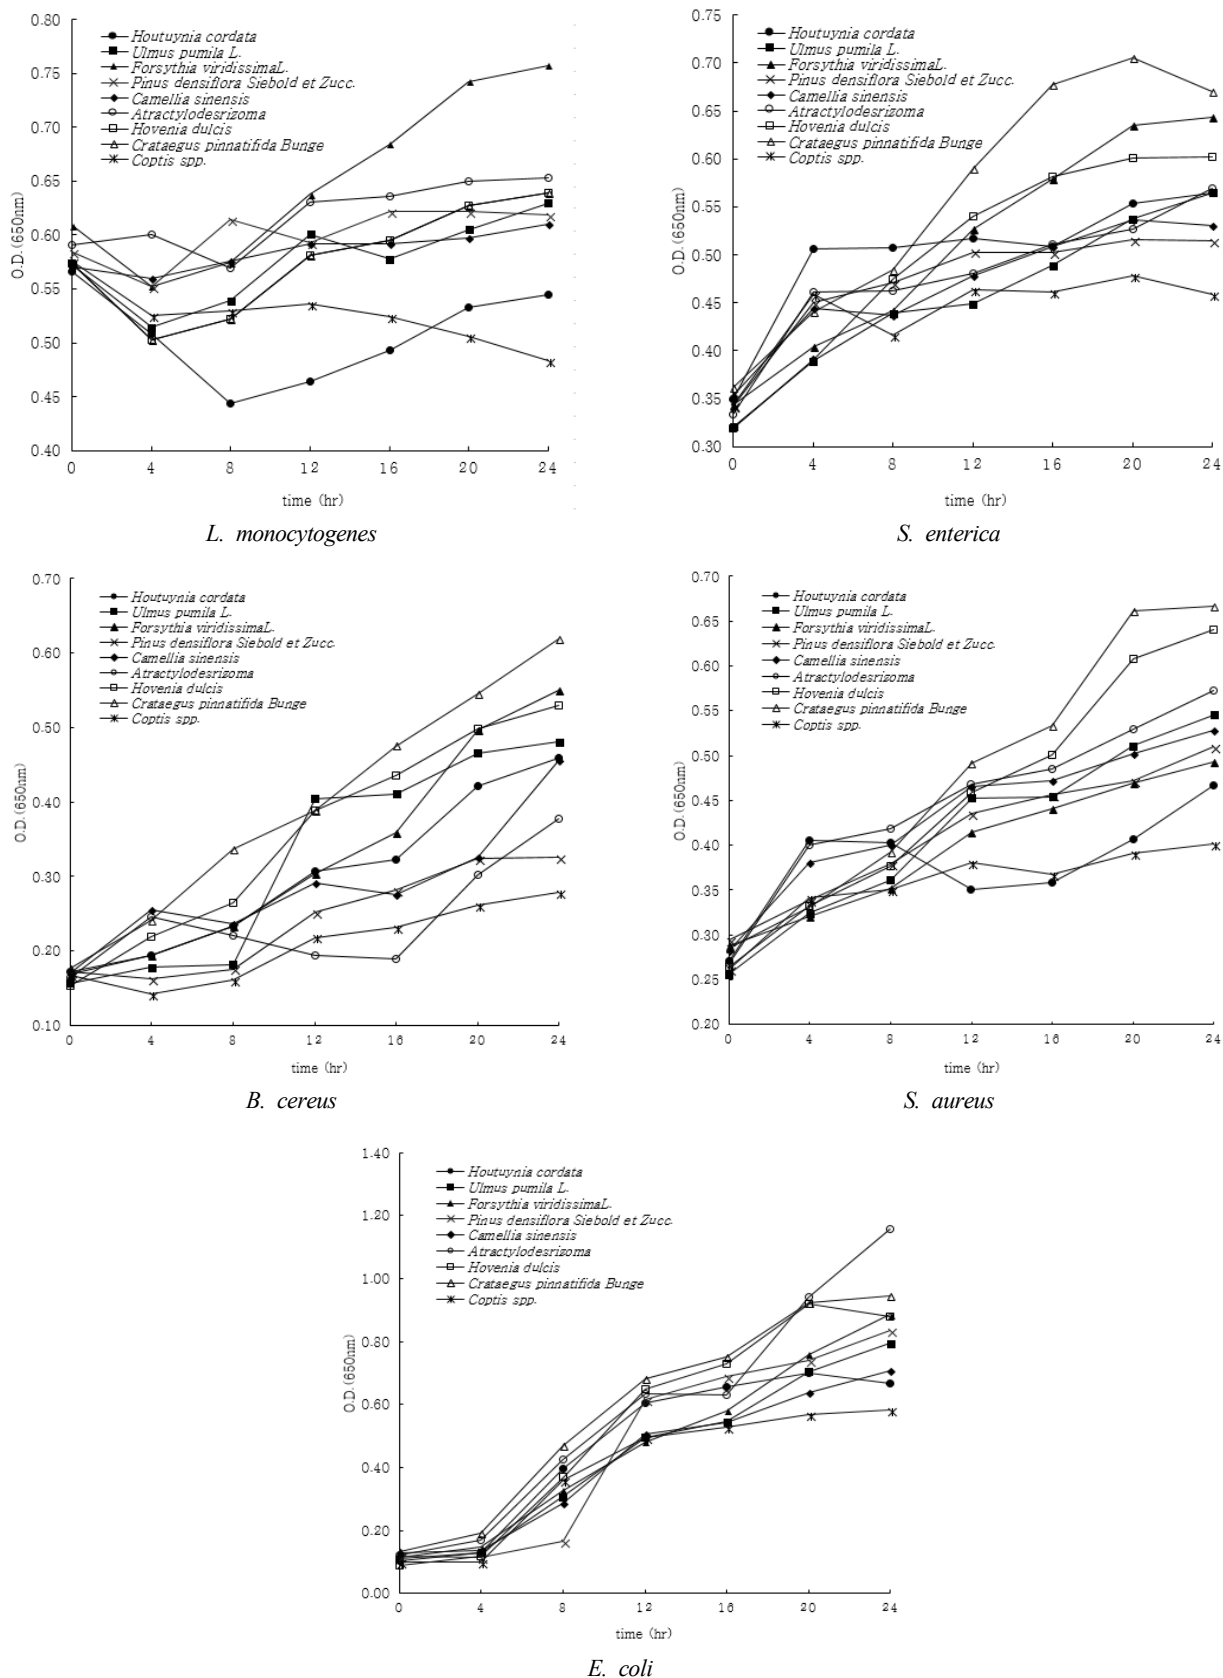 0.80
0.75
0.70
0.65
0.60
0.55
0.50
0.45
0.40
O.D.(650nm)
Houtuynia cordata
Ulmus pumila L.
Forsythia viridissimaL.
Pinus densiflora Siebold et Zucc.
Camellia sinensis
Atractylodesrizoma
Hovenia dulcis
Crataegus pinnatifida Bunge
Coptis spp.
0 4 8 12 16 20 24
time (hr)
L. monocytogenes
0.75
0.70
0.65
0.60
0.55
0.50
0.45
0.40
0.35
0.30
O.D.(650nm)
Houtuynia cordata
Ulmus pumila L.
Forsythia viridissimaL.
Pinus densiflora Siebold et Zucc.
Camellia sinensis
Atractylodesrizoma
Hovenia dulcis
Crataegus pinnatifida Bunge
Coptis spp.
0 4 8 12 16 20 24
time (hr)
S. enterica
0.70
0.60
0.50
0.40
0.30
0.20
0.10
O.D.(650nm)
Houtuynia cordata
Ulmus pumila L.
Forsythia viridissimaL.
Pinus densiflora Siebold et Zucc.
Camellia sinensis
Atractylodesrizoma
Hovenia dulcis
Crataegus pinnatifida Bunge
Coptis spp.
0 4 8 12 16 20 24
time (hr)
B. cereus
0.70
0.65
0.60
0.55
0.50
0.45
0.40
0.35
0.30
0.25
0.20
O.D.(650nm)
Houtuynia cordata
Ulmus pumila L.
Forsythia viridissimaL.
Pinus densiflora Siebold et Zucc.
Camellia sinensis
Atractylodesrizoma
Hovenia dulcis
Crataegus pinnatifida Bunge
Coptis spp.
0 4 8 12 16 20 24
time (hr)
S. aureus
1.40
1.20
1.00
0.80
0.60
0.40
0.20
0.00
O.D.(650nm)
Houtuynia cordata
Ulmus pumila L.
Forsythia viridissimaL.
Pinus densiflora Siebold et Zucc.
Camellia sinensis
Atractylodesrizoma
Hovenia dulcis
Crataegus pinnatifida Bunge
Coptis spp.
0 4 8 12 16 20 24
time (hr)
E. coli